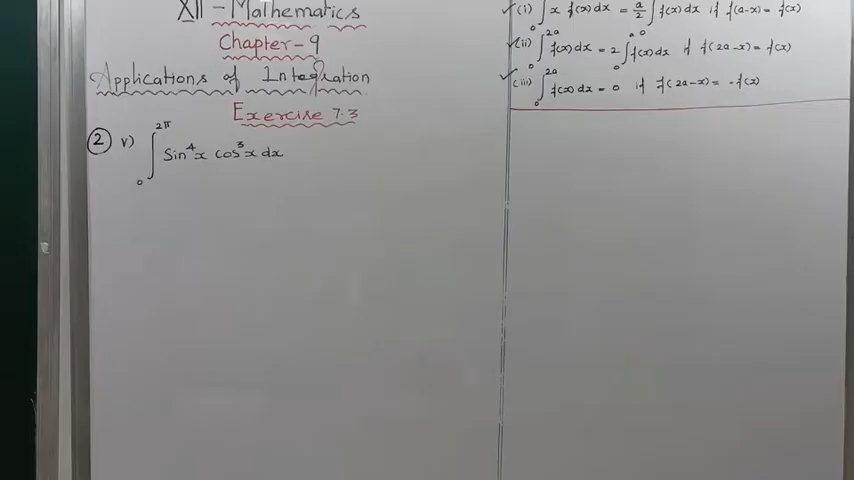 XII - Mathematics
Chapter - 9
Applications of Integration
Exercise 7.3
(2) v) ∫₀^2π Sin⁴x cos³x dx
✓(i) ∫₀ x f(x) dx = a/2 ∫₀ f(x) dx if f(a-x) = f(x)
✓(ii) ∫₀^2a f(x) dx = 2 ∫₀^a f(x) dx if f(2a-x) = f(x)
✓(iii) ∫₀^2a f(x) dx = 0 if f(2a-x) = -f(x)